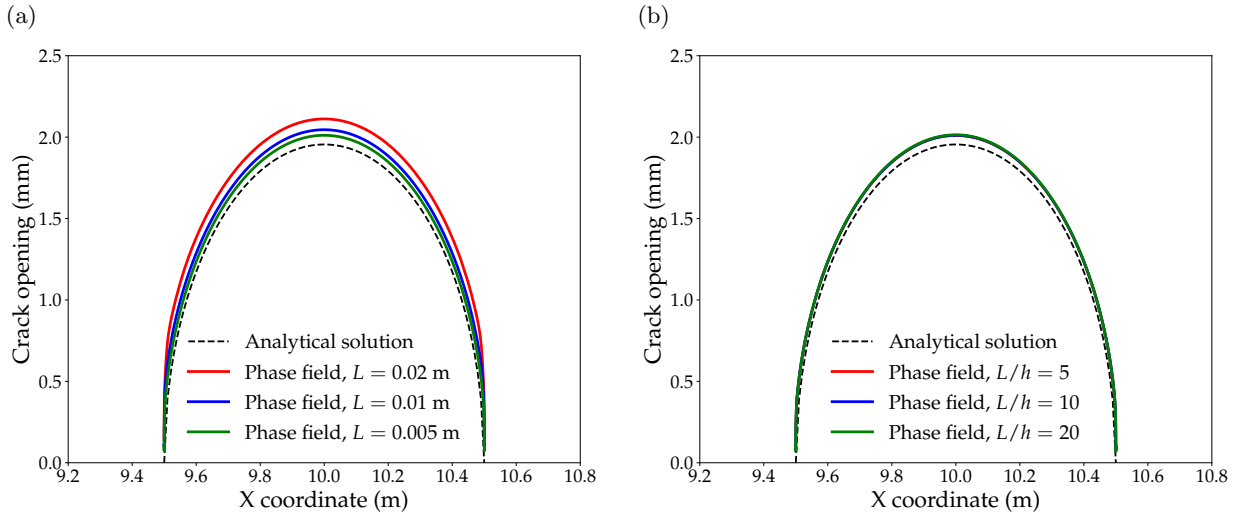 (a)
2.5
2.0
1.5
1.0
0.5
0.0
Crack opening (mm)
Analytical solution
Phase field, L = 0.02 m
Phase field, L = 0.01 m
Phase field, L = 0.005 m
9.2 9.4 9.6 9.8 10.0 10.2 10.4 10.6 10.8
X coordinate (m)
(b)
2.5
2.0
1.5
1.0
0.5
0.0
Crack opening (mm)
Analytical solution
Phase field, L/h = 5
Phase field, L/h = 10
Phase field, L/h = 20
9.2 9.4 9.6 9.8 10.0 10.2 10.4 10.6 10.8
X coordinate (m)